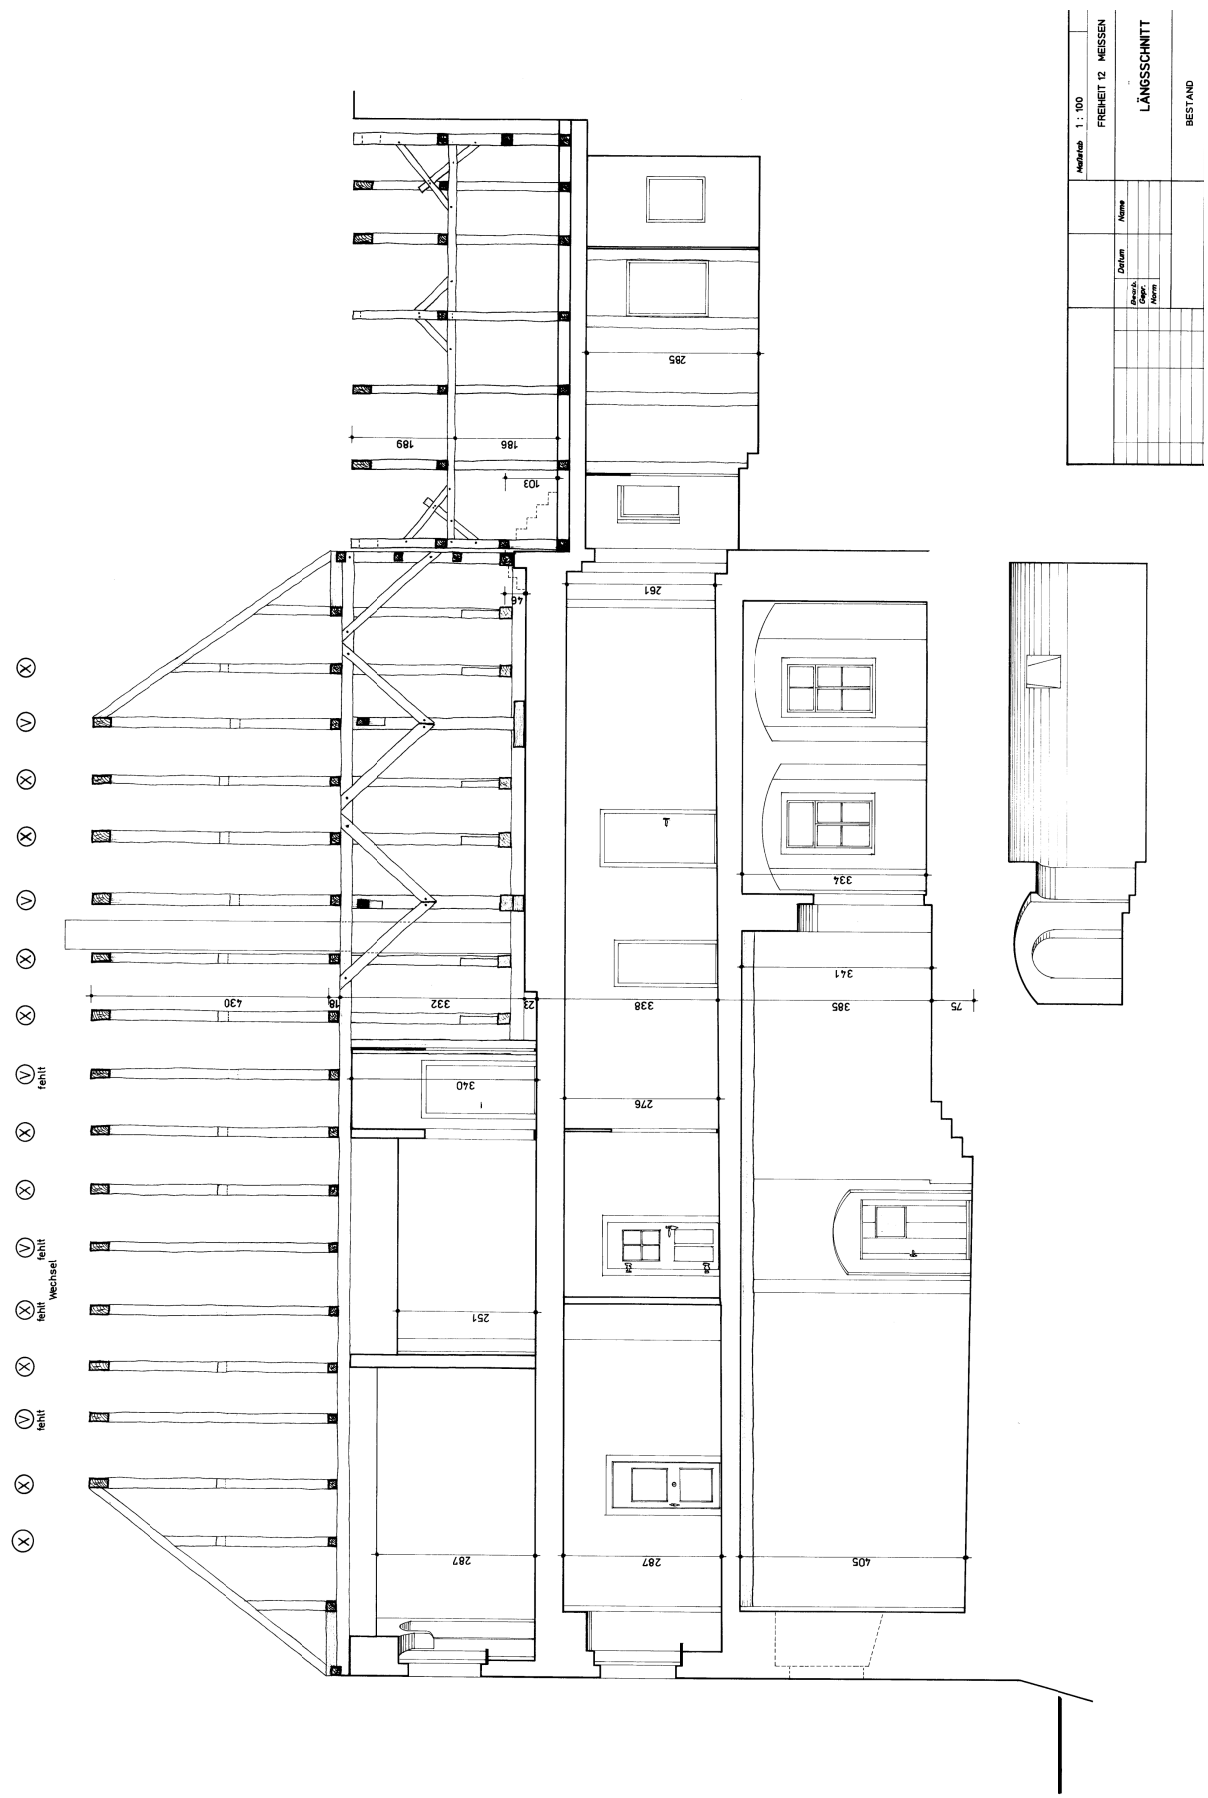 Ⓧ
Ⓥ
Ⓧ
Ⓧ
Ⓥ
Ⓧ
Ⓧ
Ⓥ
fehlt
Ⓧ
Ⓧ
Ⓥ
fehlt
Ⓧ
fehlt
Wechsel
Ⓧ
Ⓥ
fehlt
Ⓧ
Ⓧ
189
186
103
285
46
261
334
341
430
18
332
23
338
385
75
340
276
251
287
287
405
Maßstab 1 : 100
FREIHEIT 12 MEISSEN
LÄNGSSCHNITT
BESTAND
Datum
Name
Bearb.
Gepr.
Norm